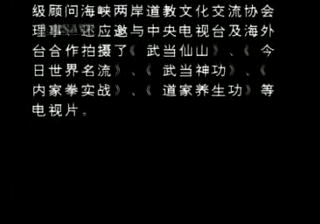 级顾问海峡两岸道教文化交流协会
理事、还应邀与中央电视台及海外
台合作拍摄了《武当仙山》、《今
日世界名流》、《武当神功》、《
内家拳实战》、《道家养生功》等
电视片。